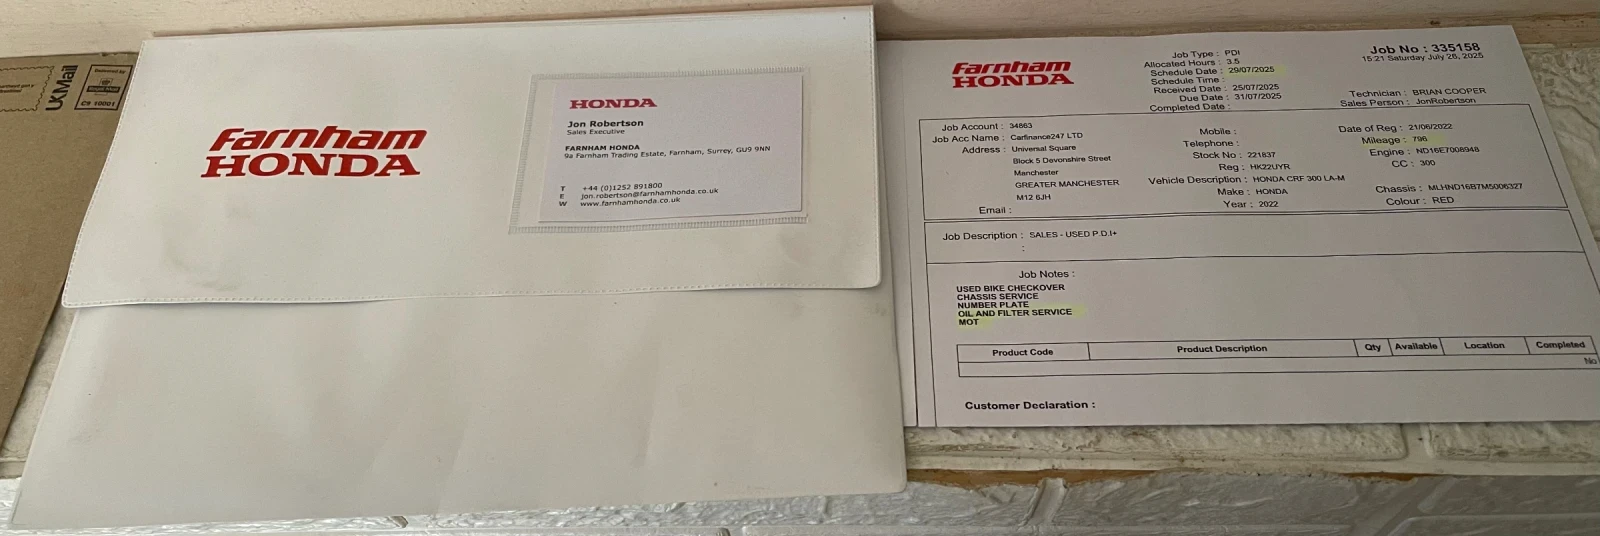 UKMail
Delivered by
Royal Mail
C9 10001
Farnham
HONDA
HONDA
Jon Robertson
Sales Executive
FARNHAM HONDA
9a Farnham Trading Estate, Farnham, Surrey, GU9 9NN
T +44 (0)1252 891800
E jon.robertson@farnhamhonda.co.uk
W www.farnhamhonda.co.uk
Farnham
HONDA
Job Type : PDI
Allocated Hours : 3.5
Schedule Date : 29/07/2025
Schedule Time :
Received Date : 25/07/2025
Due Date : 31/07/2025
Completed Date :
Job No : 335158
15:21 Saturday July 26, 2025
Technician : BRIAN COOPER
Sales Person : JonRobertson
Job Account : 34863
Job Acc Name : Carfinance247 LTD
Address : Universal Square
Block 5 Devonshire Street
Manchester
GREATER MANCHESTER
M12 6JH
Email :
Mobile :
Telephone :
Stock No : 221837
Reg : HK22UYR
Vehicle Description : HONDA CRF 300 LA-M
Make : HONDA
Year : 2022
Date of Reg : 21/06/2022
Mileage : 796
Engine : ND16E7008948
CC : 300
Chassis : MLHND16B7M5006327
Colour : RED
Job Description : SALES - USED P.D.I+
:
Job Notes :
USED BIKE CHECKOVER
CHASSIS SERVICE
NUMBER PLATE
OIL AND FILTER SERVICE
MOT
Product Code Product Description Qty Available Location Completed
No
Customer Declaration :